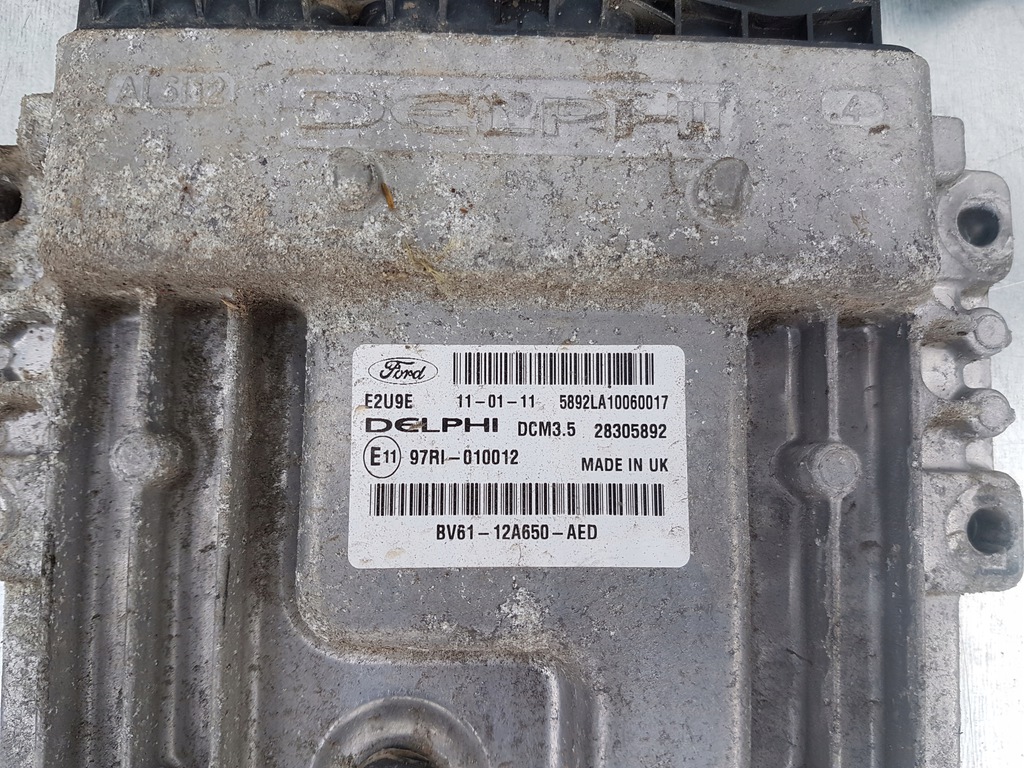 DELPHI
4
Ford
E2U9E 11-01-11 5892LA10060017
DELPHI DCM3.5 28305892
E11 97RI-010012 MADE IN UK
BV61-12A650-AED